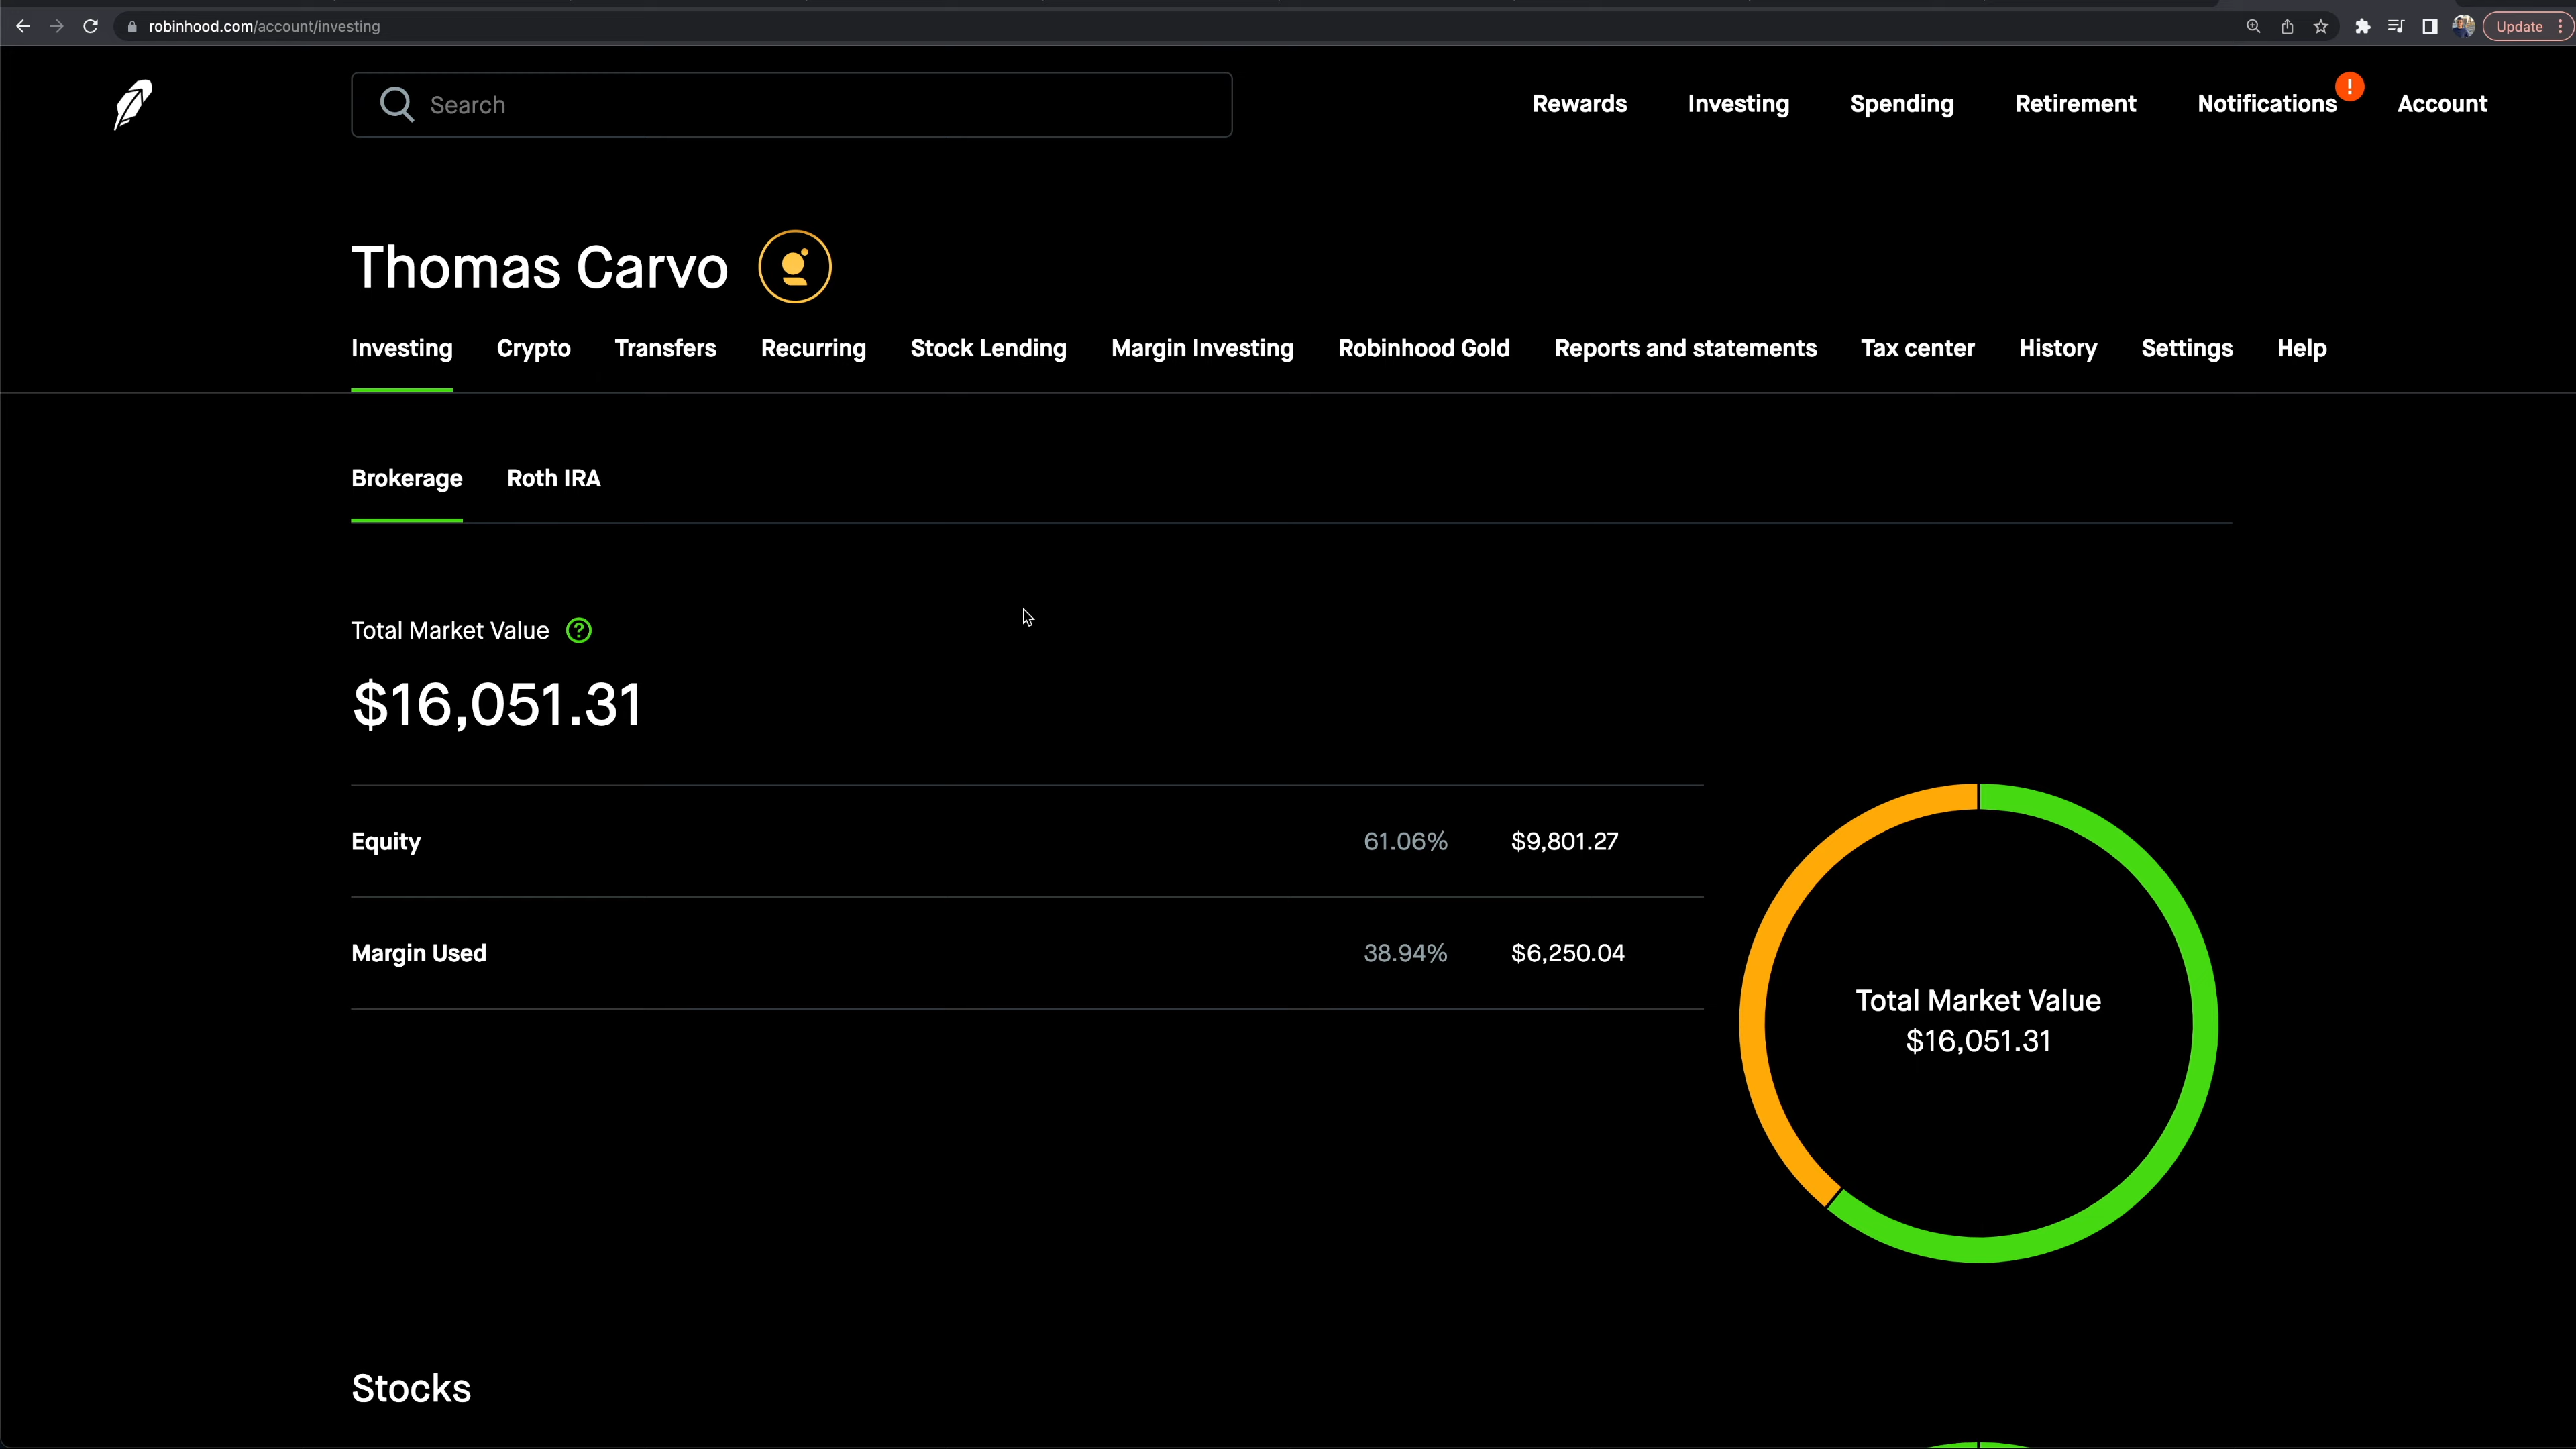 robinhood.com/account/investing
Update
Search
Rewards Investing Spending Retirement Notifications ! Account
Thomas Carvo
Investing Crypto Transfers Recurring Stock Lending Margin Investing Robinhood Gold Reports and statements Tax center History Settings Help
Brokerage Roth IRA
Total Market Value ?
$16,051.31
Equity 61.06% $9,801.27
Margin Used 38.94% $6,250.04
Total Market Value
$16,051.31
Stocks